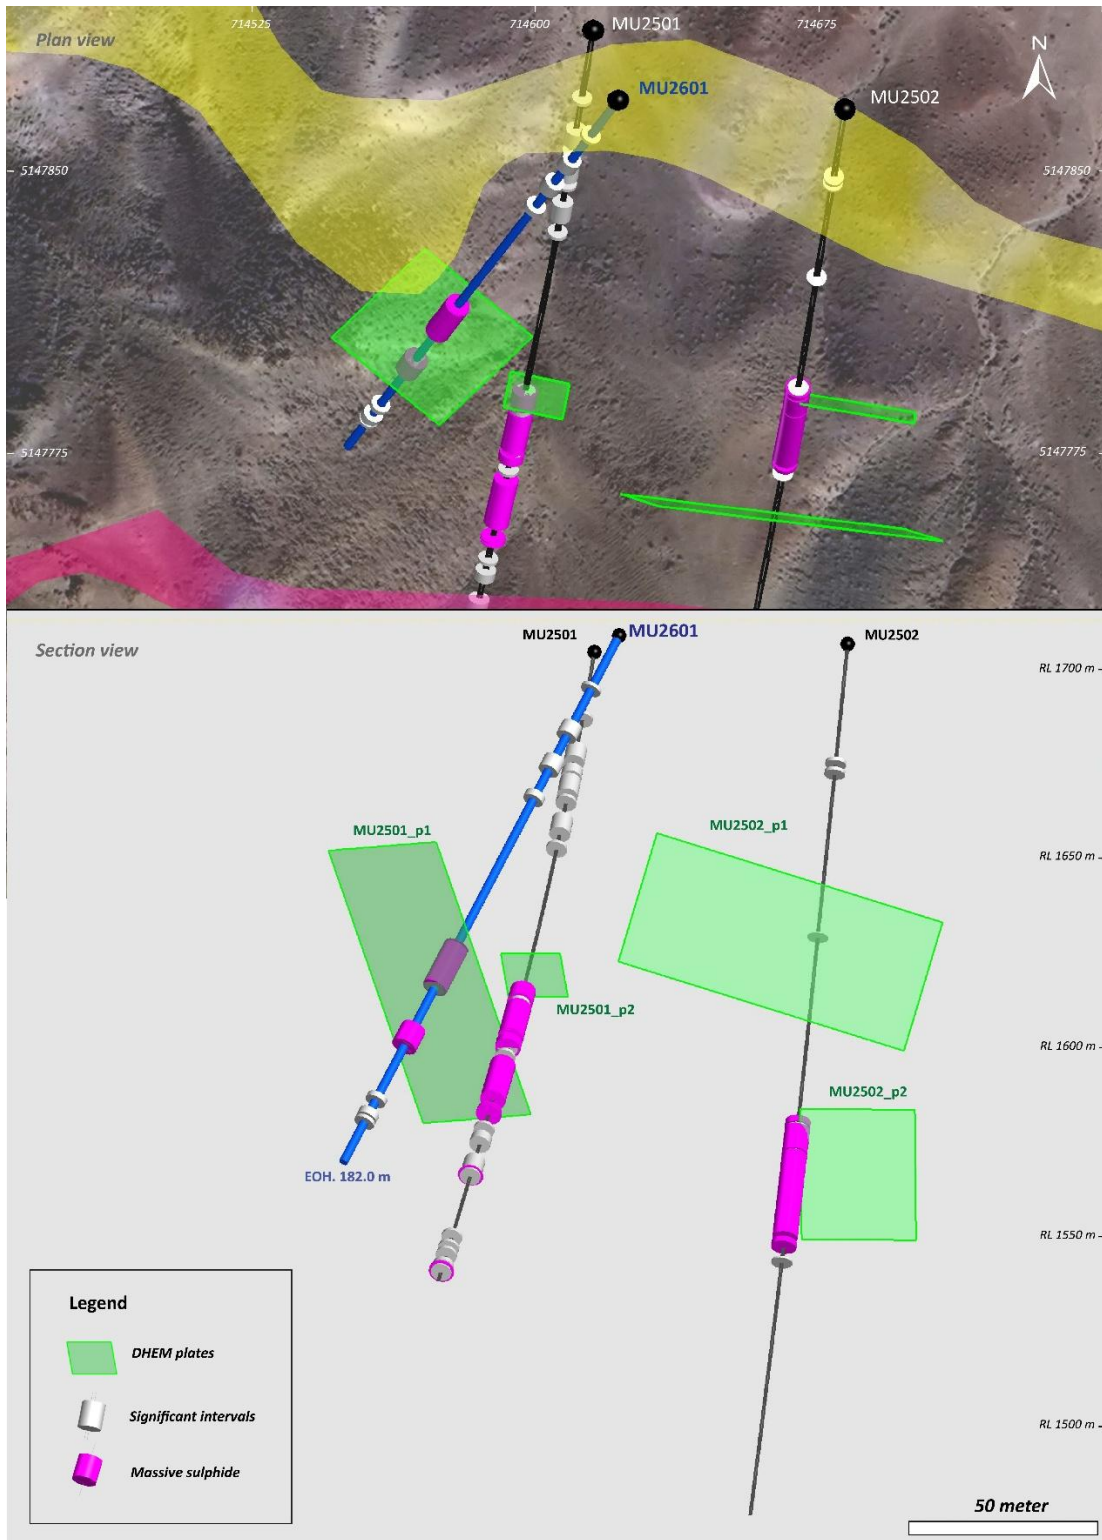 Plan view
714525
714600
714675
MU2501
MU2601
MU2502
N
5147850
5147850
5147775
5147775
Section view
MU2501
MU2601
MU2502
RL 1700 m
MU2501_p1
MU2502_p1
RL 1650 m
MU2501_p2
RL 1600 m
MU2502_p2
EOH. 182.0 m
RL 1550 m
Legend
DHEM plates
Significant intervals
Massive sulphide
RL 1500 m
50 meter